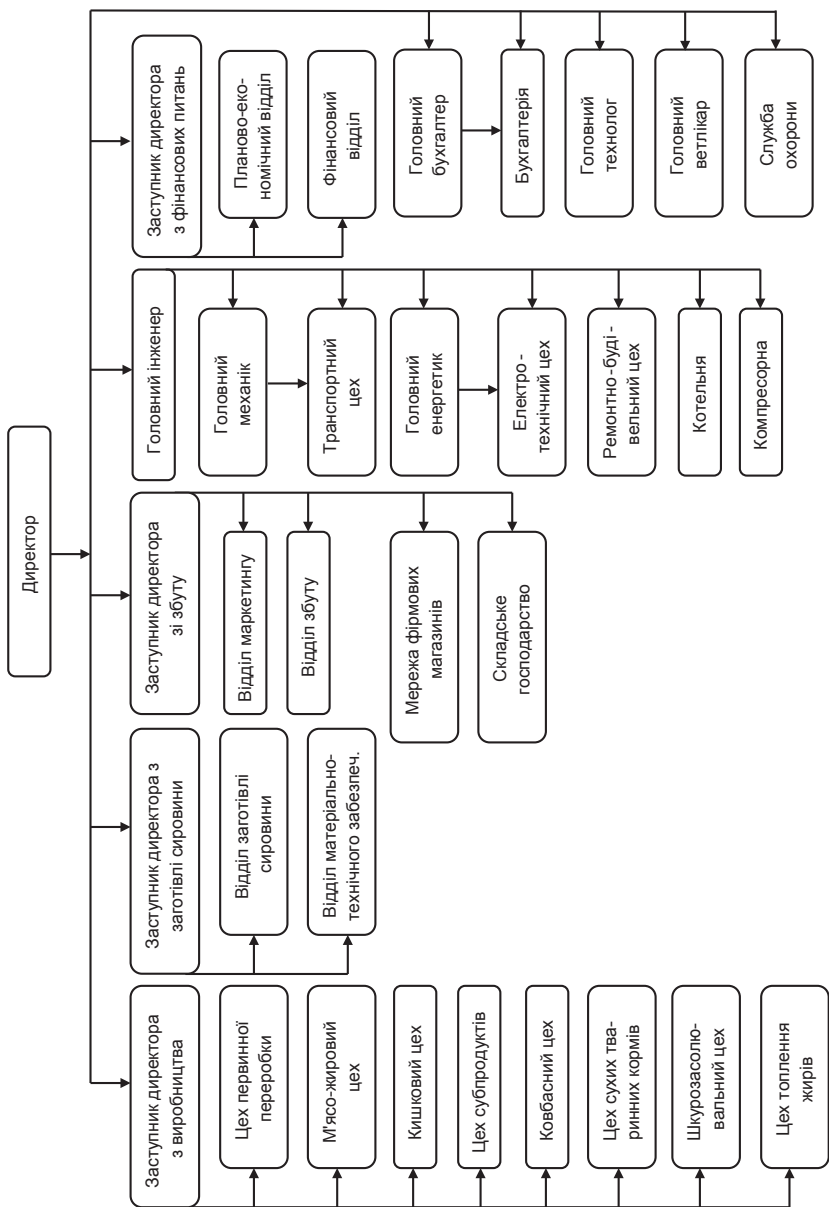 Директор
Заступник директора
з виробництва
Цех первинної
переробки
М'ясо-жировий
цех
Кишковий цех
Цех субпродуктів
Ковбасний цех
Цех сухих тва-
ринних кормів
Шкурозасолю-
вальний цех
Цех топлення
жирів
Заступник директора з
заготівлі сировини
Відділ заготівлі
сировини
Відділ матеріально-
технічного забезпеч.
Заступник директора
зі збуту
Відділ маркетингу
Відділ збуту
Мережа фірмових
магазинів
Складське
господарство
Головний інженер
Головний
механік
Транспортний
цех
Головний
енергетик
Електро -
технічний цех
Ремонтно - буді -
вельний цех
Котельня
Компресорна
Заступник директора
з фінансових питань
Планово-еко-
номічний відділ
Фінансовий
відділ
Головний
бухгалтер
Бухгалтерія
Головний
технолог
Головний
ветлікар
Служба
охорони